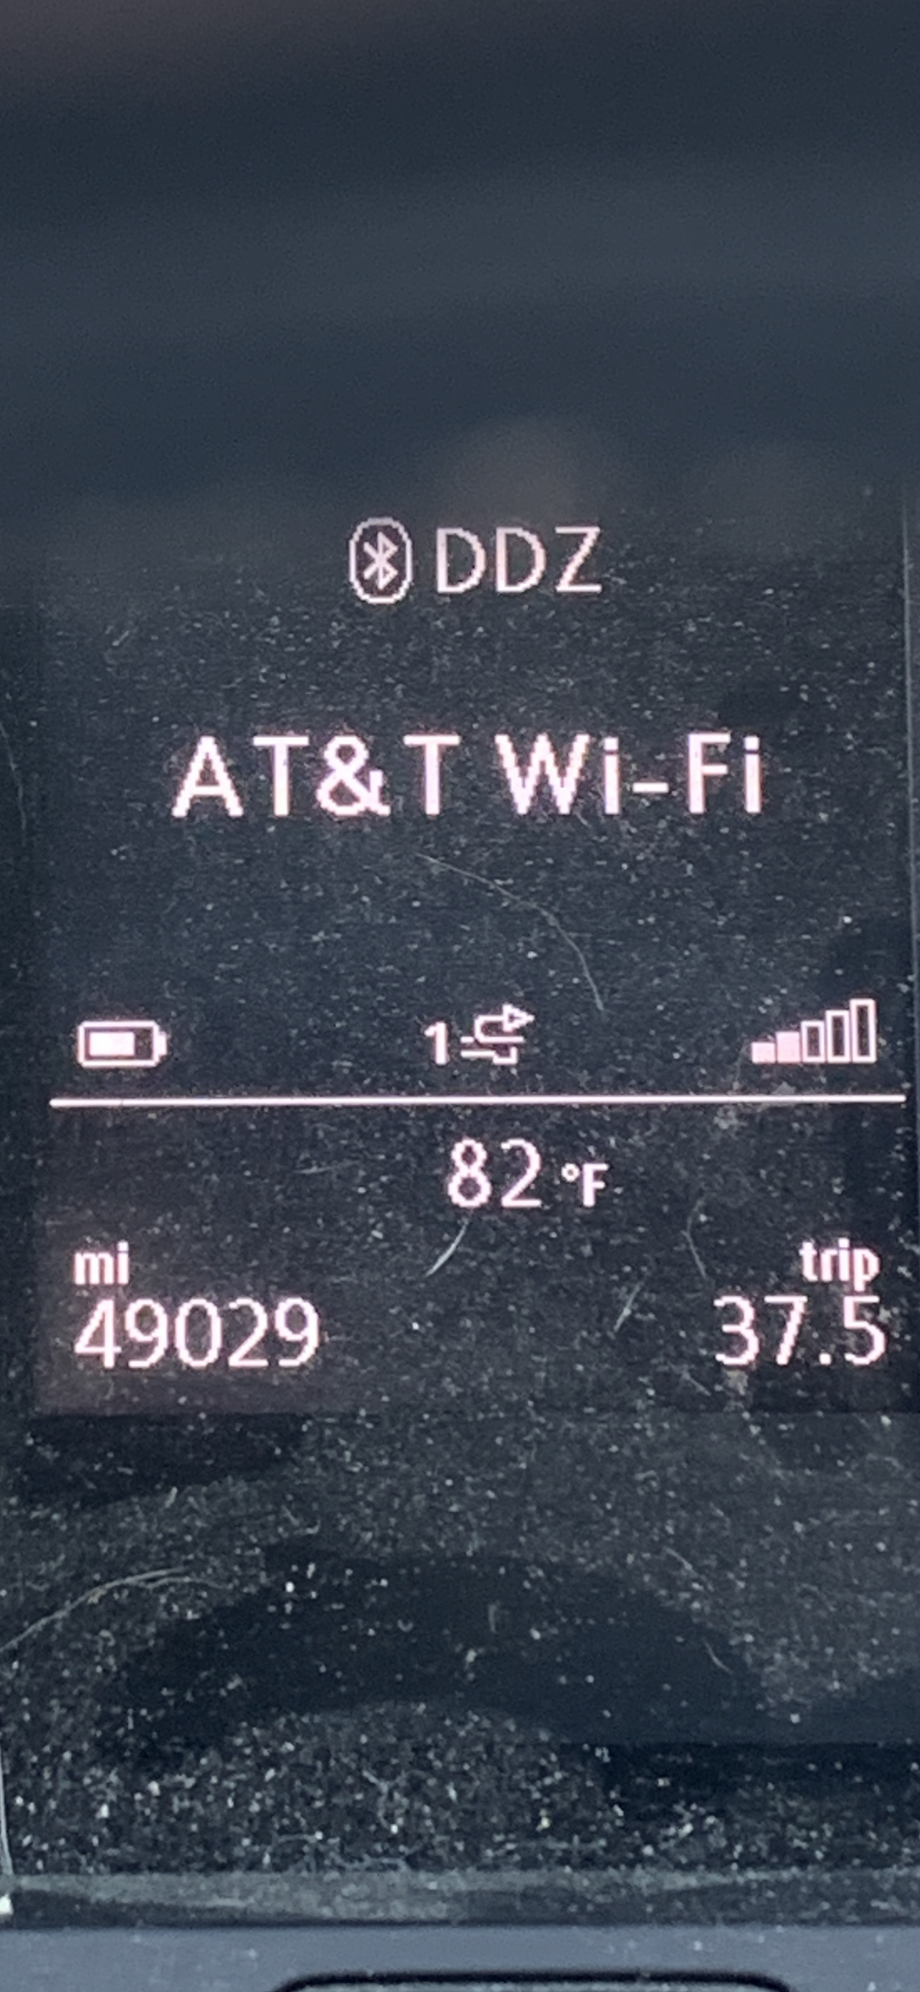 DDZ
AT&T Wi-Fi
1
82 °F
mi trip
49029 37.5